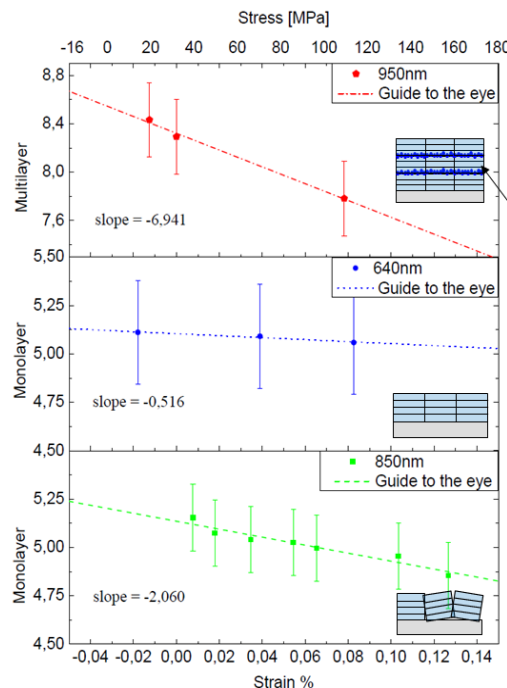 Stress [MPa]
-16 0 20 40 60 80 100 120 140 160 180
8,8
8,4
8,0
7,6
Multilayer
950nm
Guide to the eye
slope = -6,941
5,50
5,25
5,00
4,75
4,50
Monolayer
640nm
Guide to the eye
slope = -0,516
5,25
5,00
4,75
4,50
Monolayer
850nm
Guide to the eye
slope = -2,060
-0,04 -0,02 0,00 0,02 0,04 0,06 0,08 0,10 0,12 0,14
Strain %